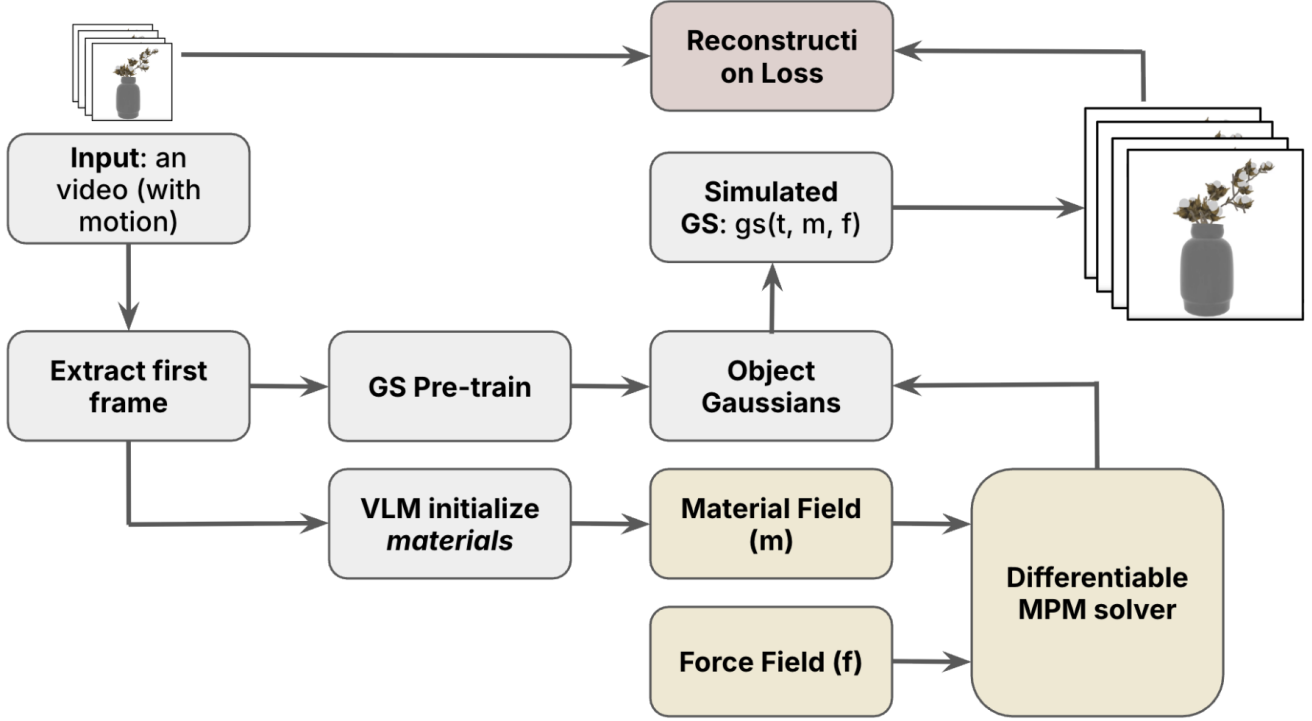 Reconstructi
on Loss
Input: an
video (with
motion)
Simulated
GS: gs(t, m, f)
Extract first
frame
GS Pre-train
Object
Gaussians
VLM initialize
materials
Material Field
(m)
Differentiable
MPM solver
Force Field (f)